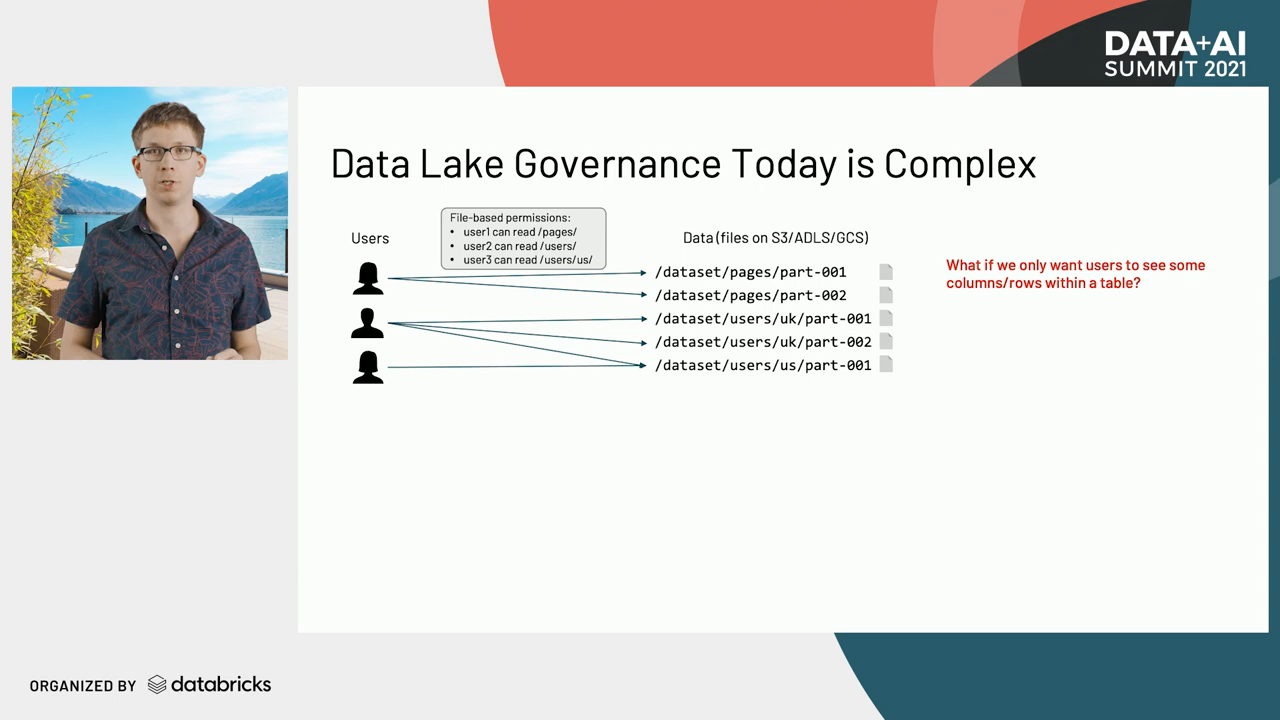 DATA+AI
SUMMIT 2021
Data Lake Governance Today is Complex
Users
File-based permissions:
• user1 can read /pages/
• user2 can read /users/
• user3 can read /users/us/
Data (files on S3/ADLS/GCS)
/dataset/pages/part-001
/dataset/pages/part-002
/dataset/users/uk/part-001
/dataset/users/uk/part-002
/dataset/users/us/part-001
What if we only want users to see some
columns/rows within a table?
ORGANIZED BY databricks